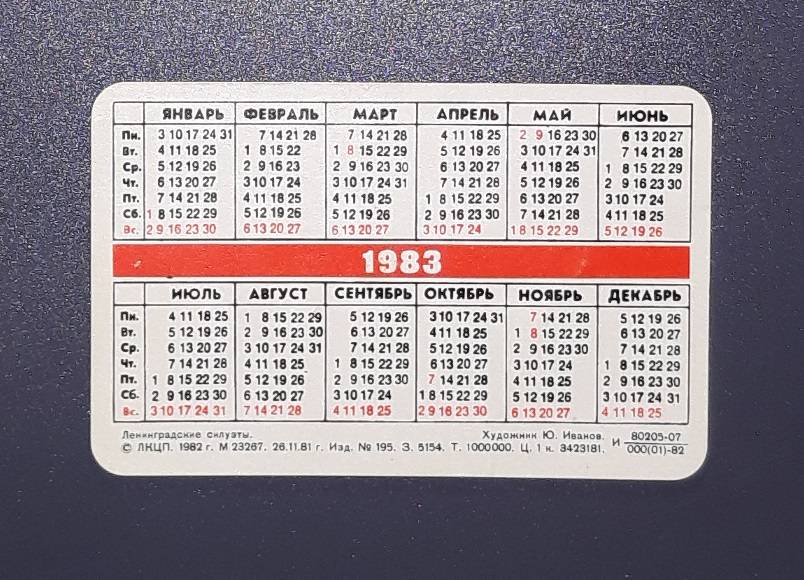 ЯНВАРЬ ФЕВРАЛЬ МАРТ АПРЕЛЬ МАЙ ИЮНЬ
Пн. 3 10 17 24 31 7 14 21 28 7 14 21 28 4 11 18 25 2 9 16 23 30 6 13 20 27
Вт. 4 11 18 25 1 8 15 22 1 8 15 22 29 5 12 19 26 3 10 17 24 31 7 14 21 28
Ср. 5 12 19 26 2 9 16 23 2 9 16 23 30 6 13 20 27 4 11 18 25 1 8 15 22 29
Чт. 6 13 20 27 3 10 17 24 3 10 17 24 31 7 14 21 28 5 12 19 26 2 9 16 23 30
Пт. 7 14 21 28 4 11 18 25 4 11 18 25 1 8 15 22 29 6 13 20 27 3 10 17 24
Сб. 1 8 15 22 29 5 12 19 26 5 12 19 26 2 9 16 23 30 7 14 21 28 4 11 18 25
Вс. 2 9 16 23 30 6 13 20 27 6 13 20 27 3 10 17 24 1 8 15 22 29 5 12 19 26
1983
ИЮЛЬ АВГУСТ СЕНТЯБРЬ ОКТЯБРЬ НОЯБРЬ ДЕКАБРЬ
Пн. 4 11 18 25 1 8 15 22 29 5 12 19 26 3 10 17 24 31 7 14 21 28 5 12 19 26
Вт. 5 12 19 26 2 9 16 23 30 6 13 20 27 4 11 18 25 1 8 15 22 29 6 13 20 27
Ср. 6 13 20 27 3 10 17 24 31 7 14 21 28 5 12 19 26 2 9 16 23 30 7 14 21 28
Чт. 7 14 21 28 4 11 18 25 1 8 15 22 29 6 13 20 27 3 10 17 24 1 8 15 22 29
Пт. 1 8 15 22 29 5 12 19 26 2 9 16 23 30 7 14 21 28 4 11 18 25 2 9 16 23 30
Сб. 2 9 16 23 30 6 13 20 27 3 10 17 24 1 8 15 22 29 5 12 19 26 3 10 17 24 31
Вс. 3 10 17 24 31 7 14 21 28 4 11 18 25 2 9 16 23 30 6 13 20 27 4 11 18 25
Ленинградские силуэты. Художник Ю. Иванов. И 80205-07
© ЛКЦП. 1982 г. М 23267. 26.11.81 г. Изд. № 195. З. 5154. Т. 1000000. Ц. 1 к. 3423181. 000(01)-82